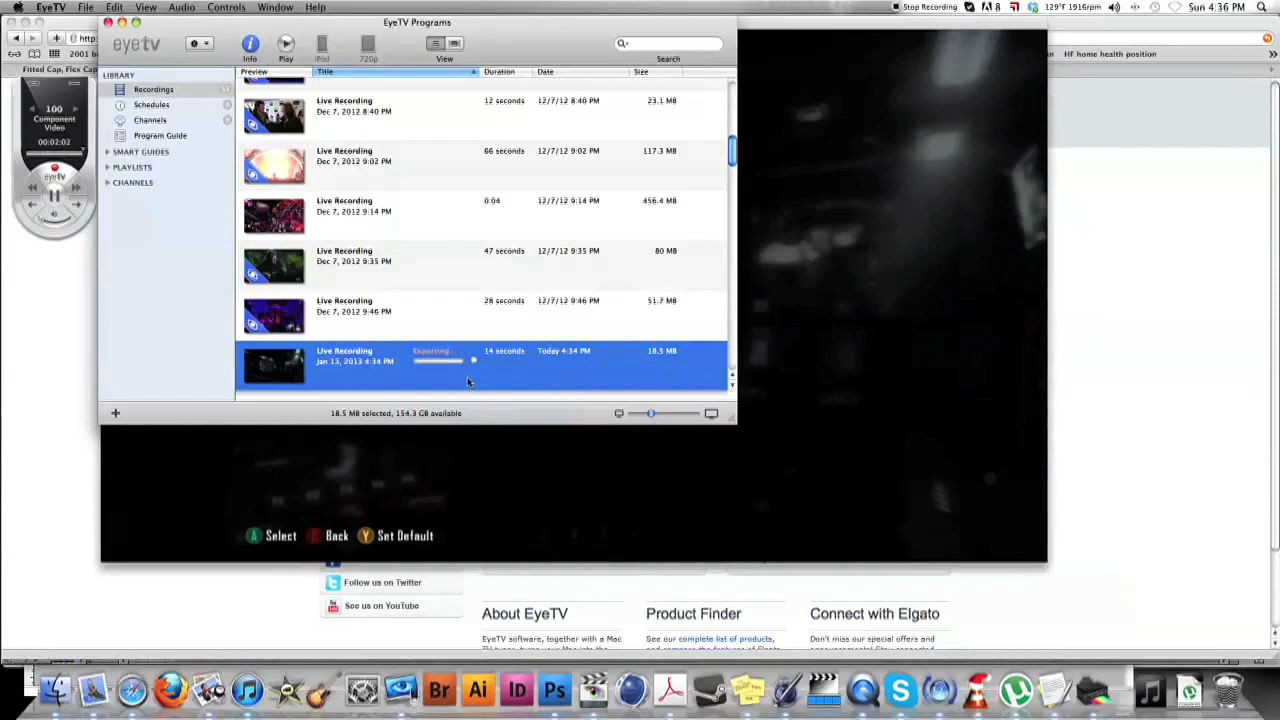 EyeTV File Edit View Audio Controls Window Help
Stop Recording 8 129°F 1916rpm Sun 4:36 PM
EyeTV Programs
eyetv
Info Play iPod 720p View Search
http:
2001 b
HF home health position
Fitted Cap, Flex Cap
LIBRARY
Recordings
Schedules
Channels
Program Guide
SMART GUIDES
PLAYLISTS
CHANNELS
100
Component
Video
00:02:02
eyetv
Preview Title Duration Date Size
Live Recording 12 seconds 12/7/12 8:40 PM 23.1 MB
Dec 7, 2012 8:40 PM
Live Recording 66 seconds 12/7/12 9:02 PM 117.3 MB
Dec 7, 2012 9:02 PM
Live Recording 0:04 12/7/12 9:14 PM 456.4 MB
Dec 7, 2012 9:14 PM
Live Recording 47 seconds 12/7/12 9:35 PM 80 MB
Dec 7, 2012 9:35 PM
Live Recording 28 seconds 12/7/12 9:46 PM 51.7 MB
Dec 7, 2012 9:46 PM
Live Recording Exporting... 14 seconds Today 4:34 PM 18.5 MB
Jan 13, 2013 4:34 PM
18.5 MB selected, 154.3 GB available
A Select Back Y Set Default
Follow us on Twitter
See us on YouTube
About EyeTV Product Finder Connect with Elgato
EyeTV software, together with a Mac
See our complete list of products,
Don't miss our special offers and
Br Ai Id Ps